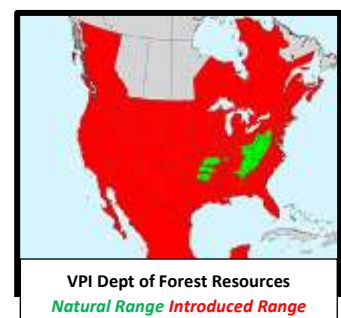 VPI Dept of Forest Resources
Natural Range Introduced Range